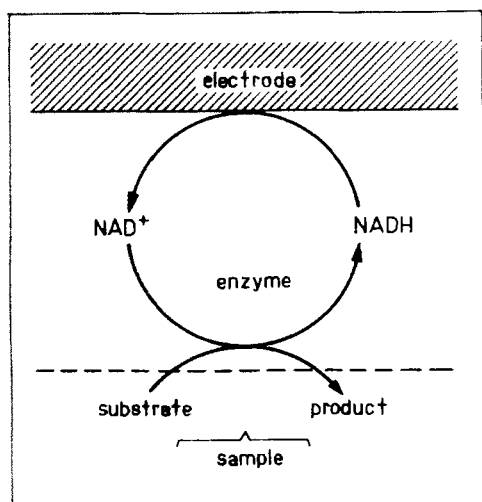 electrode
NAD⁺
NADH
enzyme
substrate
product
sample